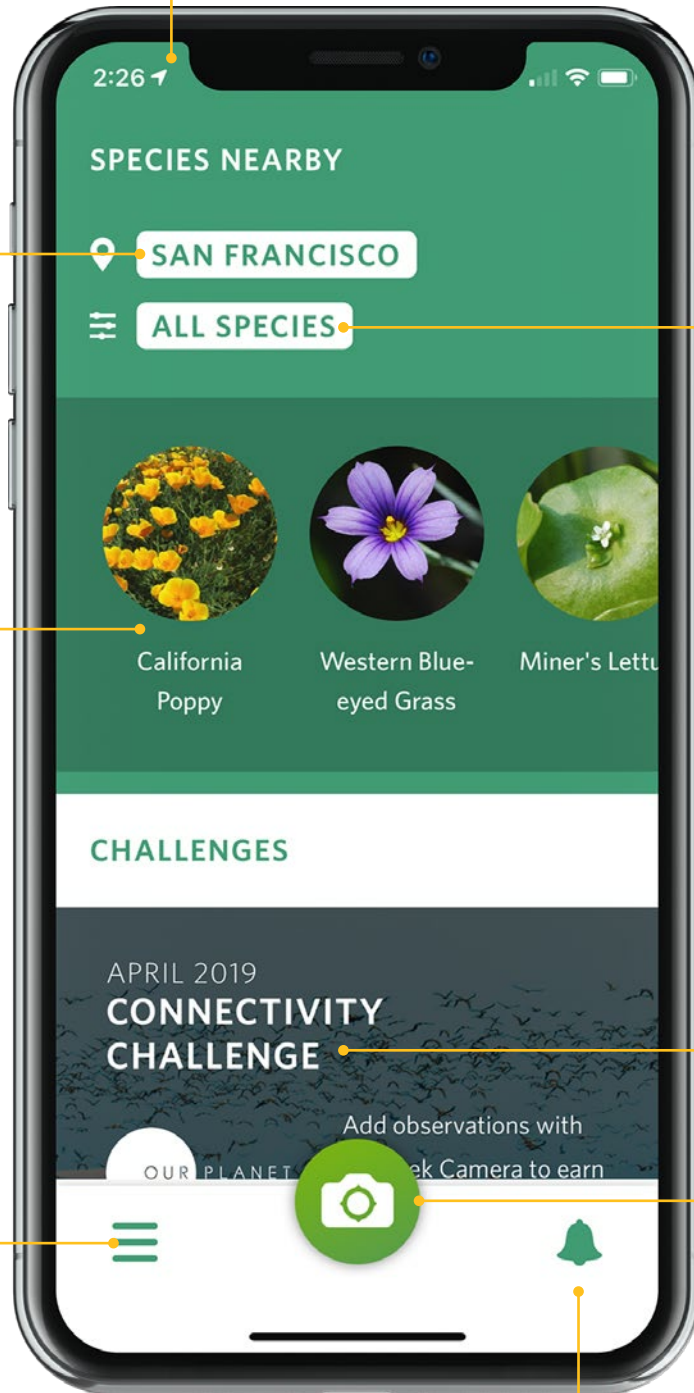 2:26
SPECIES NEARBY
SAN FRANCISCO
ALL SPECIES
California
Poppy
Western Blue-
eyed Grass
Miner's Lettu
CHALLENGES
APRIL 2019
CONNECTIVITY
CHALLENGE
Add observations with
OUR PLANET
ek Camera to earn